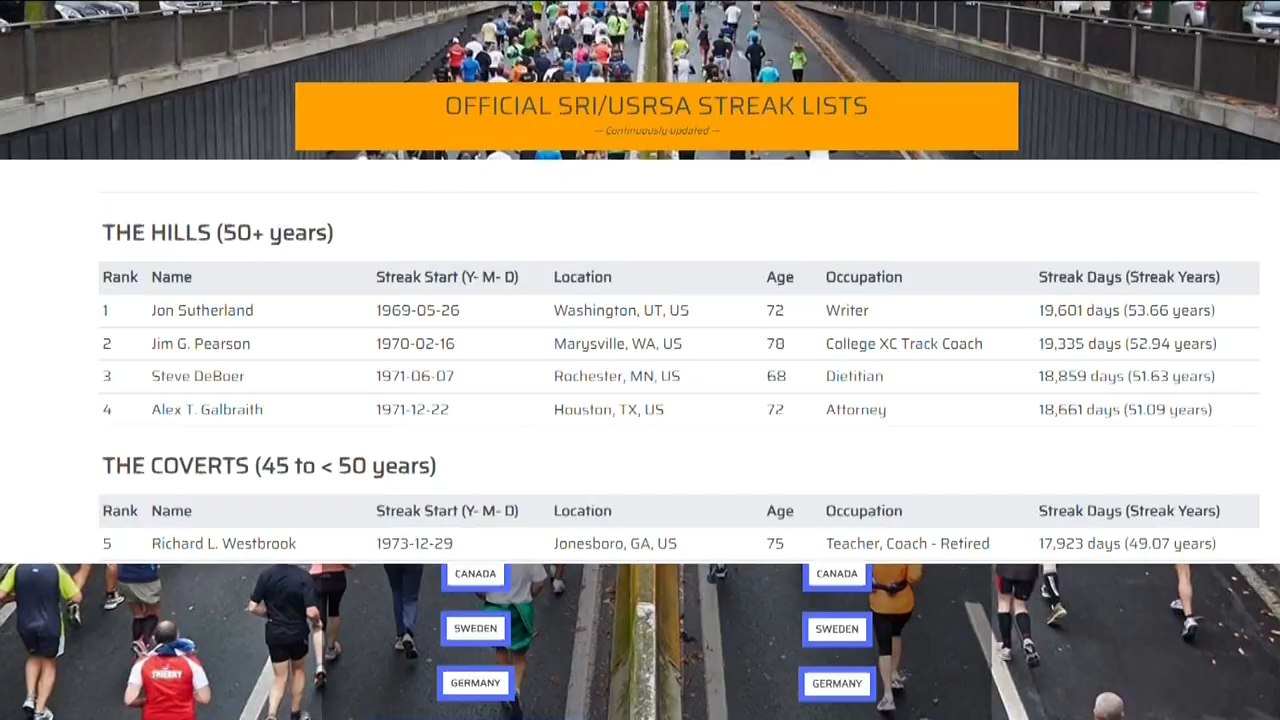 OFFICIAL SRI/USRSA STREAK LISTS
— Continuously updated —
THE HILLS (50+ years)
Rank Name Streak Start (Y- M- D) Location Age Occupation Streak Days (Streak Years)
1 Jon Sutherland 1969-05-26 Washington, UT, US 72 Writer 19,601 days (53.66 years)
2 Jim G. Pearson 1970-02-16 Marysville, WA, US 78 College XC Track Coach 19,335 days (52.94 years)
3 Steve DeBoer 1971-06-07 Rochester, MN, US 68 Dietitian 18,859 days (51.63 years)
4 Alex T. Galbraith 1971-12-22 Houston, TX, US 72 Attorney 18,661 days (51.09 years)
THE COVERTS (45 to < 50 years)
Rank Name Streak Start (Y- M- D) Location Age Occupation Streak Days (Streak Years)
5 Richard L. Westbrook 1973-12-29 Jonesboro, GA, US 75 Teacher, Coach - Retired 17,923 days (49.07 years)
CANADA CANADA
SWEDEN SWEDEN
GERMANY GERMANY
THIERRY